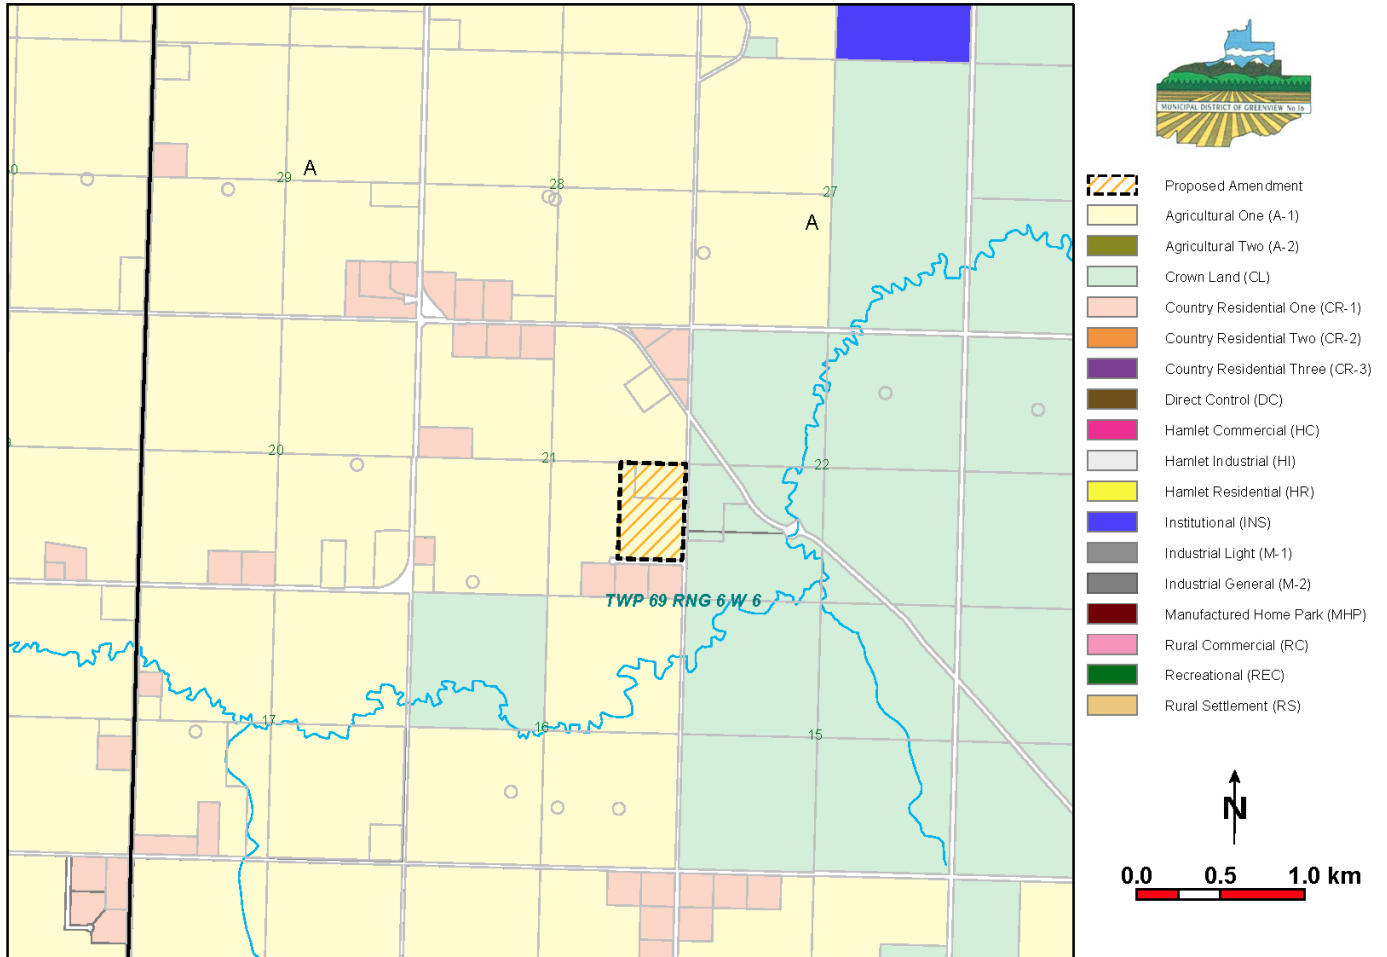 A
29
28
27
A
20
21
22
TWP 69 RNG 6 W 6
17
16
15
MUNICIPAL DISTRICT OF GREENVIEW No.16
Proposed Amendment
Agricultural One (A-1)
Agricultural Two (A-2)
Crown Land (CL)
Country Residential One (CR-1)
Country Residential Two (CR-2)
Country Residential Three (CR-3)
Direct Control (DC)
Hamlet Commercial (HC)
Hamlet Industrial (HI)
Hamlet Residential (HR)
Institutional (INS)
Industrial Light (M-1)
Industrial General (M-2)
Manufactured Home Park (MHP)
Rural Commercial (RC)
Recreational (REC)
Rural Settlement (RS)
N
0.0 0.5 1.0 km